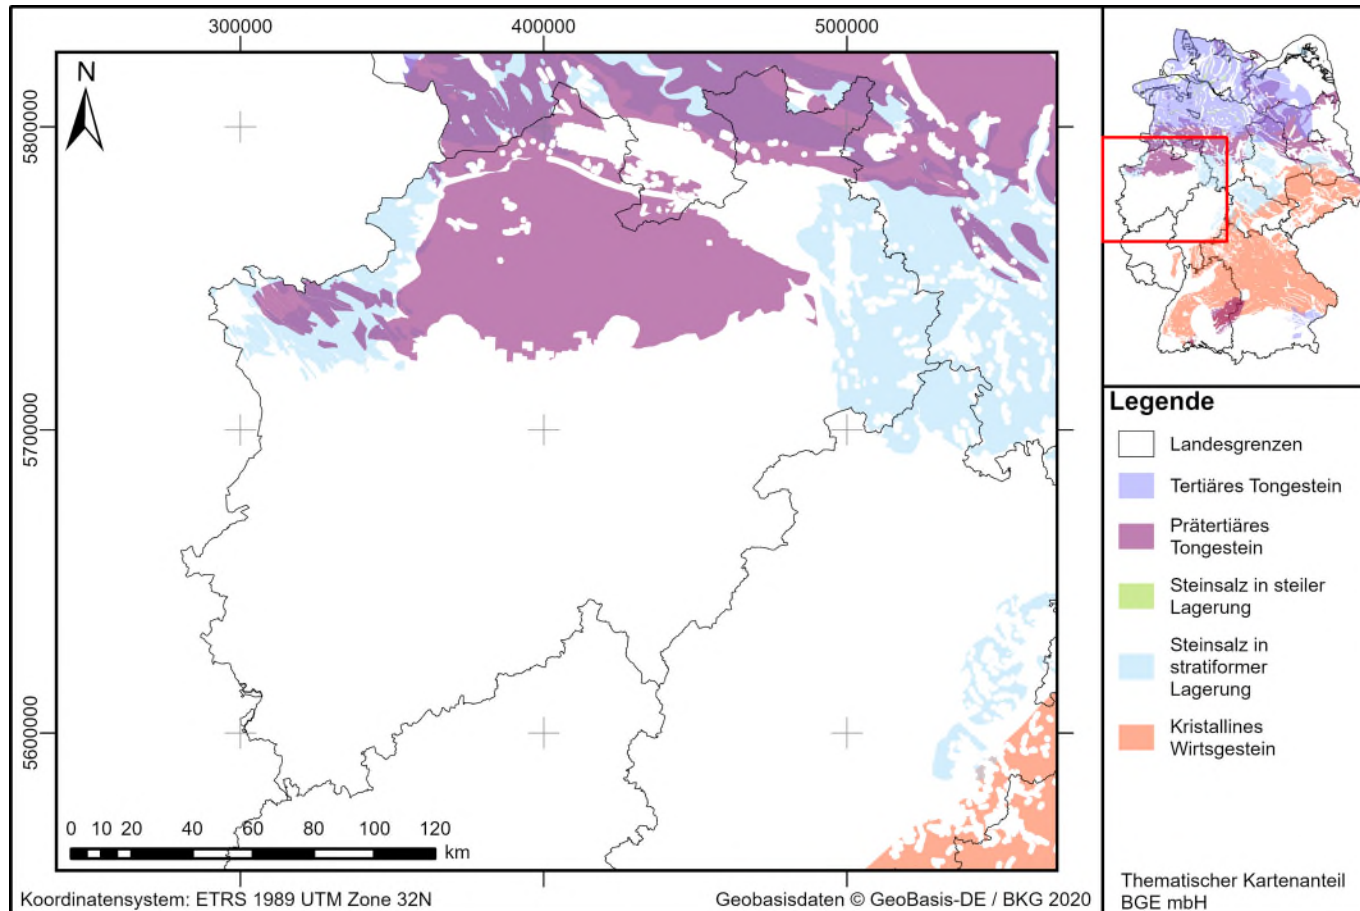 300000
400000
500000
N
5800000
5700000
5600000
0 10 20 40 60 80 100 120
km
Koordinatensystem: ETRS 1989 UTM Zone 32N
Geobasisdaten © GeoBasis-DE / BKG 2020
Legende
Landesgrenzen
Tertiäres Tongestein
Prätertiäres
Tongestein
Steinsalz in steiler
Lagerung
Steinsalz in
stratiformer
Lagerung
Kristallines
Wirtsgestein
Thematischer Kartenanteil
BGE mbH